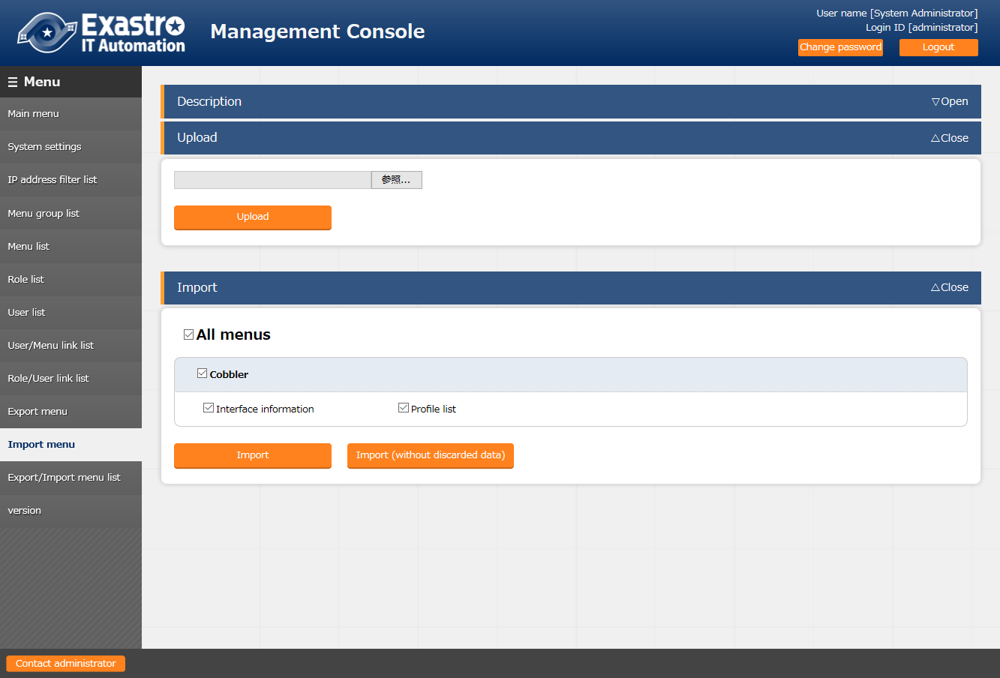 Exastro
IT Automation
Management Console
User name [System Administrator]
Login ID [administrator]
Change password
Logout
Menu
Main menu
System settings
IP address filter list
Menu group list
Menu list
Role list
User list
User/Menu link list
Role/User link list
Export menu
Import menu
Export/Import menu list
version
Description
▽Open
Upload
△Close
参照...
Upload
Import
△Close
All menus
Cobbler
Interface information
Profile list
Import
Import (without discarded data)
Contact administrator